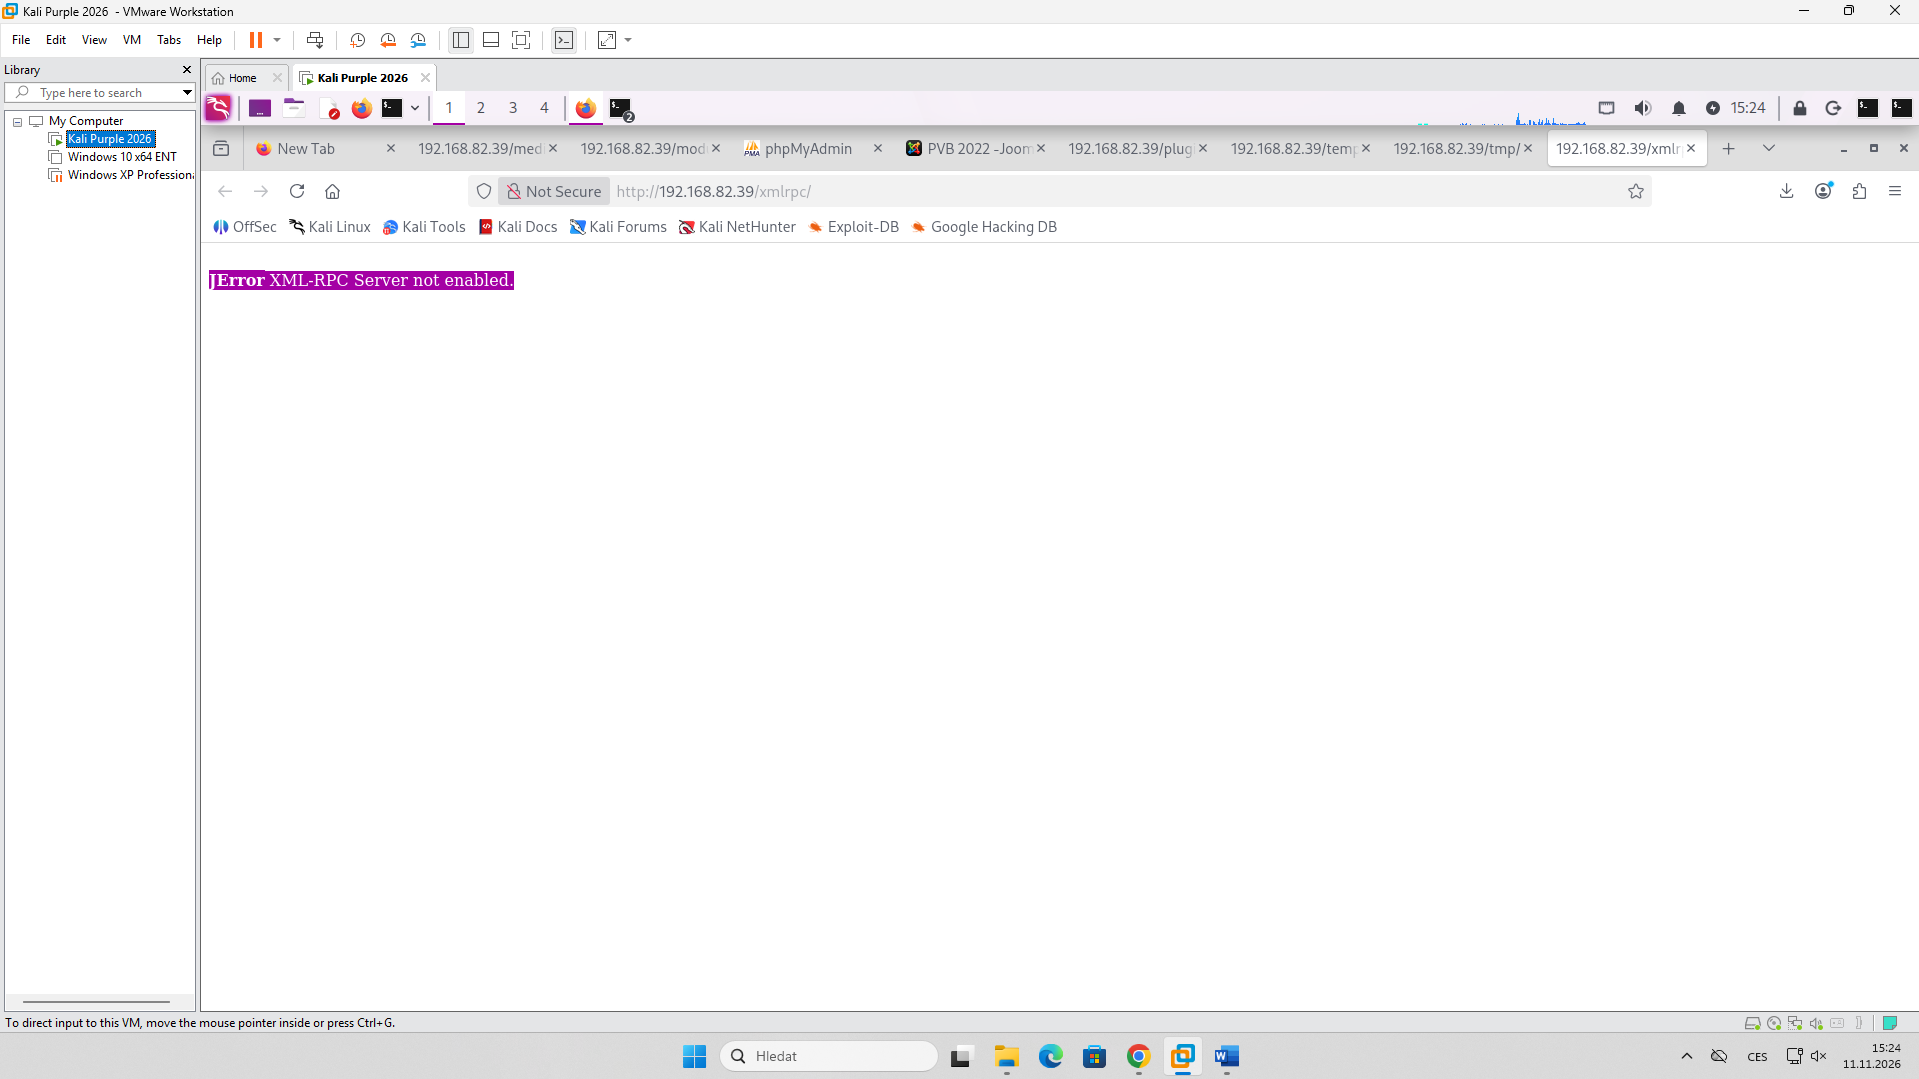 Kali Purple 2026 - VMware Workstation
File Edit View VM Tabs Help
Library
Type here to search
My Computer
Kali Purple 2026
Windows 10 x64 ENT
Windows XP Professiona
Home
Kali Purple 2026
1 2 3 4
2
15:24
New Tab
192.168.82.39/med
192.168.82.39/mod
phpMyAdmin
PVB 2022 -Joom
192.168.82.39/plug
192.168.82.39/temp
192.168.82.39/tmp/
192.168.82.39/xmlr
Not Secure
http://192.168.82.39/xmlrpc/
OffSec Kali Linux Kali Tools Kali Docs Kali Forums Kali NetHunter Exploit-DB Google Hacking DB
JError XML-RPC Server not enabled.
To direct input to this VM, move the mouse pointer inside or press Ctrl+G.
Hledat
CES
15:24
11.11.2026